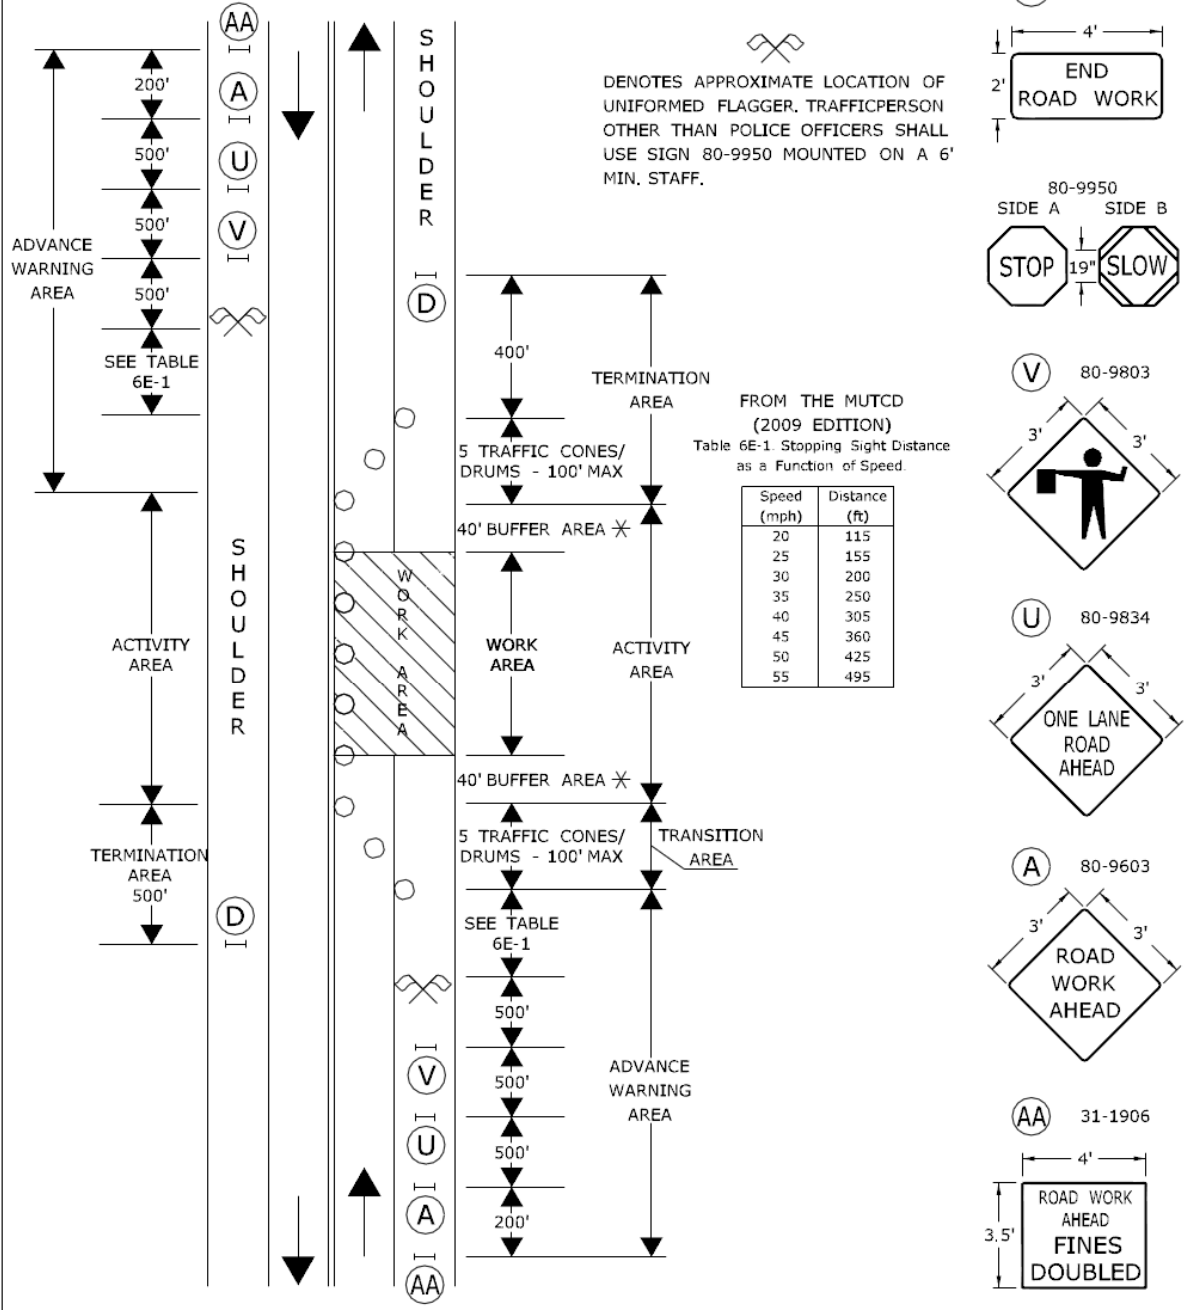 AA
200'
A
500'
U
500'
V
500'
ADVANCE
WARNING
AREA
SEE TABLE
6E-1
SHOULDER
ACTIVITY
AREA
TERMINATION
AREA
500'
D
SHOULDER
D
400'
TERMINATION
AREA
5 TRAFFIC CONES/
DRUMS - 100' MAX
40' BUFFER AREA *
WORK AREA
WORK
AREA
ACTIVITY
AREA
40' BUFFER AREA *
5 TRAFFIC CONES/
DRUMS - 100' MAX
TRANSITION
AREA
SEE TABLE
6E-1
500'
V
500'
U
500'
A
200'
AA
ADVANCE
WARNING
AREA
DENOTES APPROXIMATE LOCATION OF
UNIFORMED FLAGGER. TRAFFICPERSON
OTHER THAN POLICE OFFICERS SHALL
USE SIGN 80-9950 MOUNTED ON A 6'
MIN. STAFF.
FROM THE MUTCD
(2009 EDITION)
Table 6E-1. Stopping Sight Distance
as a Function of Speed.
Speed Distance
(mph) (ft)
20 115
25 155
30 200
35 250
40 305
45 360
50 425
55 495
4'
2'
END
ROAD WORK
80-9950
SIDE A SIDE B
STOP 19" SLOW
V 80-9803
3' 3'
U 80-9834
3' 3'
ONE LANE
ROAD
AHEAD
A 80-9603
3' 3'
ROAD
WORK
AHEAD
AA 31-1906
4'
3.5'
ROAD WORK
AHEAD
FINES
DOUBLED